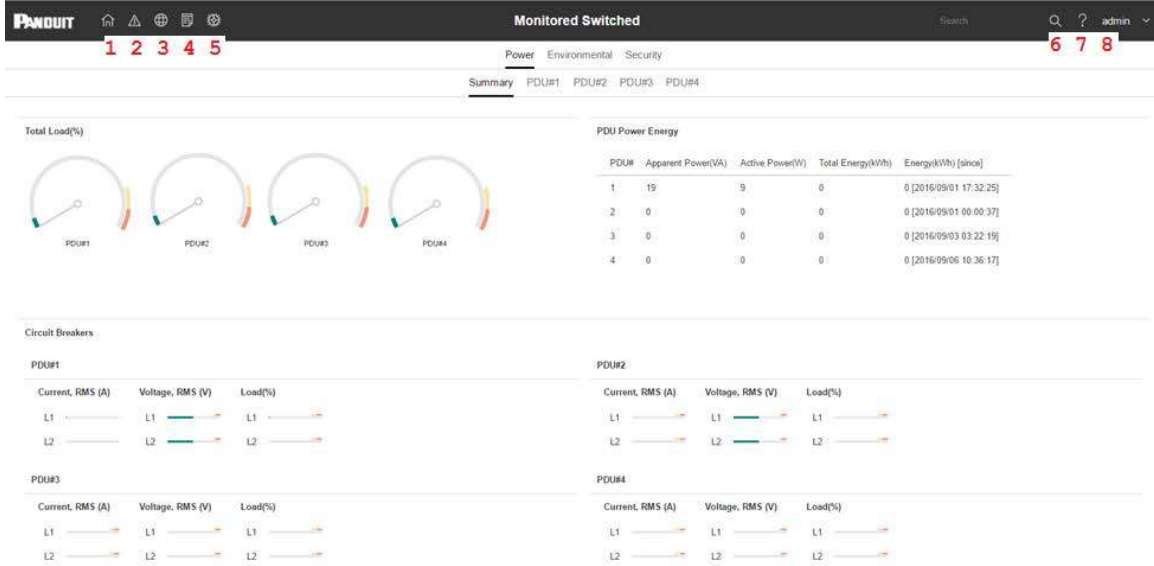 PANDUIT Monitored Switched Search ? admin
1 2 3 4 5 6 7 8
Power Environmental Security
Summary PDU#1 PDU#2 PDU#3 PDU#4
Total Load(%)
PDU#1 PDU#2 PDU#3 PDU#4
PDU Power Energy
PDU# Apparent Power(VA) Active Power(W) Total Energy(kWh) Energy(kWh) [since]
1 19 9 0 0 [2016/09/01 17:32:25]
2 0 0 0 0 [2016/09/01 00:00:37]
3 0 0 0 0 [2016/09/03 03:22:19]
4 0 0 0 0 [2016/09/06 10:36:17]
Circuit Breakers
PDU#1
Current, RMS (A) Voltage, RMS (V) Load(%)
L1 L1 L1
L2 L2 L2
PDU#2
Current, RMS (A) Voltage, RMS (V) Load(%)
L1 L1 L1
L2 L2 L2
PDU#3
Current, RMS (A) Voltage, RMS (V) Load(%)
L1 L1 L1
L2 L2 L2
PDU#4
Current, RMS (A) Voltage, RMS (V) Load(%)
L1 L1 L1
L2 L2 L2